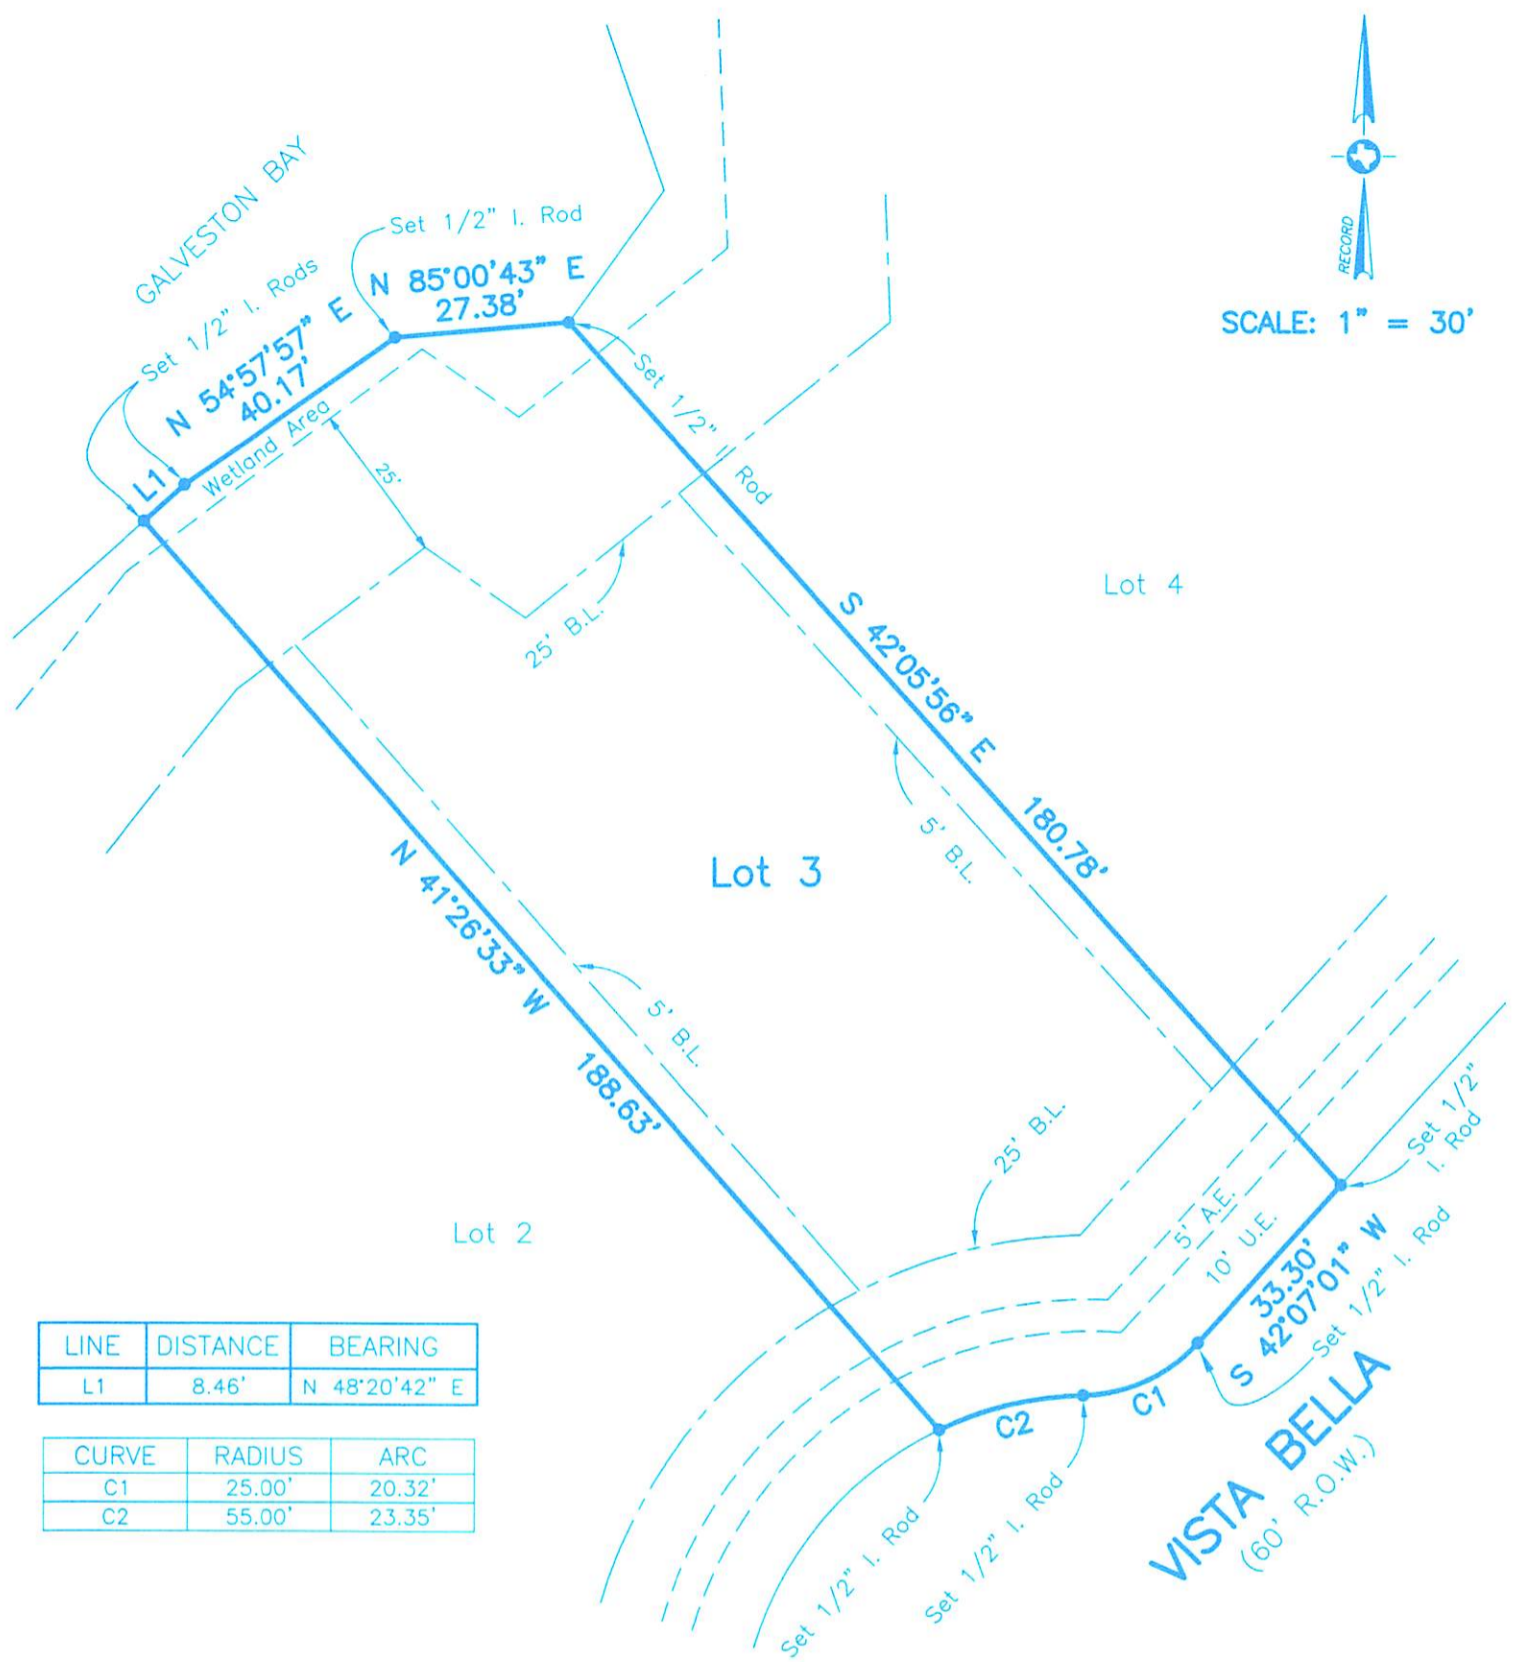 GALVESTON BAY
Set 1/2" I. Rod
Set 1/2" I. Rods
N 85°00'43" E
27.38'
N 54°57'57" E
40.17'
RECORD
SCALE: 1" = 30'
L1
Wetland Area
25'
Set 1/2" I. Rod
25' B.L.
Lot 4
S 42°05'56" E 180.78'
5' B.L.
Lot 3
N 41°26'33" W 188.63'
5' B.L.
25' B.L.
Lot 2
5' A.E.
10' U.E.
Set 1/2"
I. Rod
33.30'
S 42°07'01" W
Set 1/2" I. Rod
C1
C2
VISTA BELLA
(60' R.O.W.)
Set 1/2" I. Rod
Set 1/2" I. Rod
LINE DISTANCE BEARING
L1 8.46' N 48°20'42" E
CURVE RADIUS ARC
C1 25.00' 20.32'
C2 55.00' 23.35'